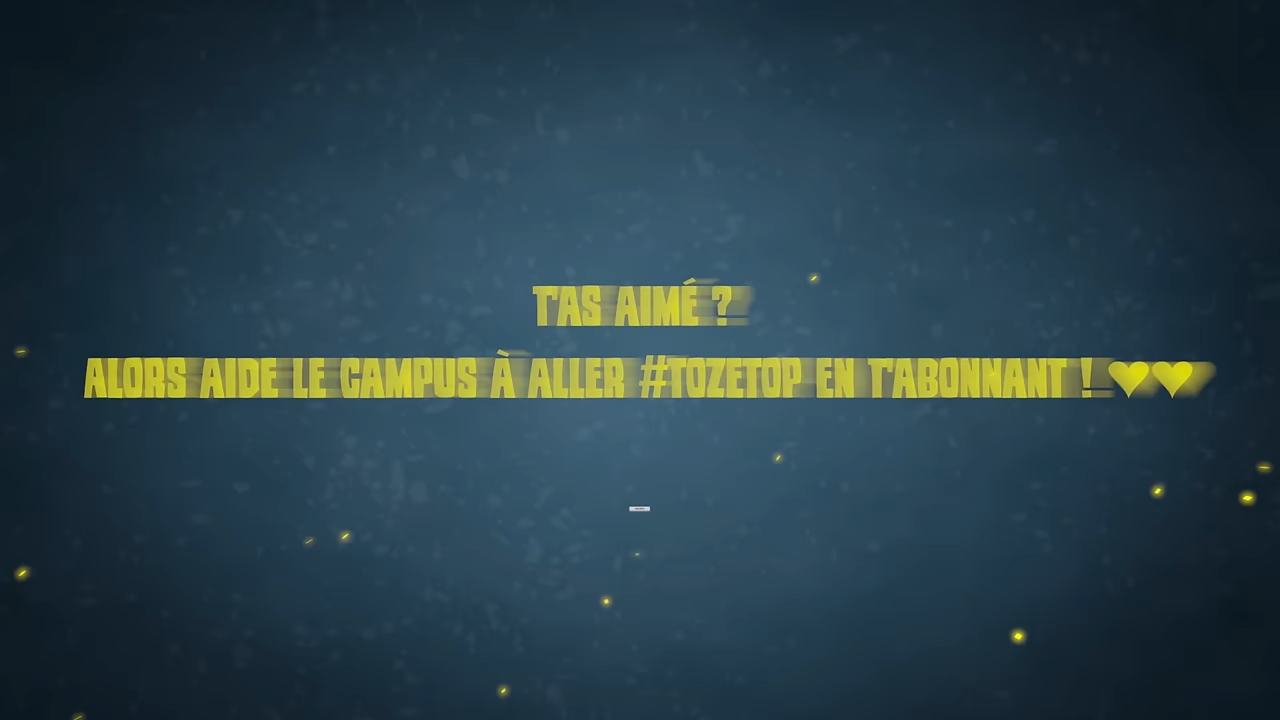 T'AS AIMÉ ?
ALORS AIDE LE CAMPUS À ALLER #TOZETOP EN T'ABONNANT ! ♥♥